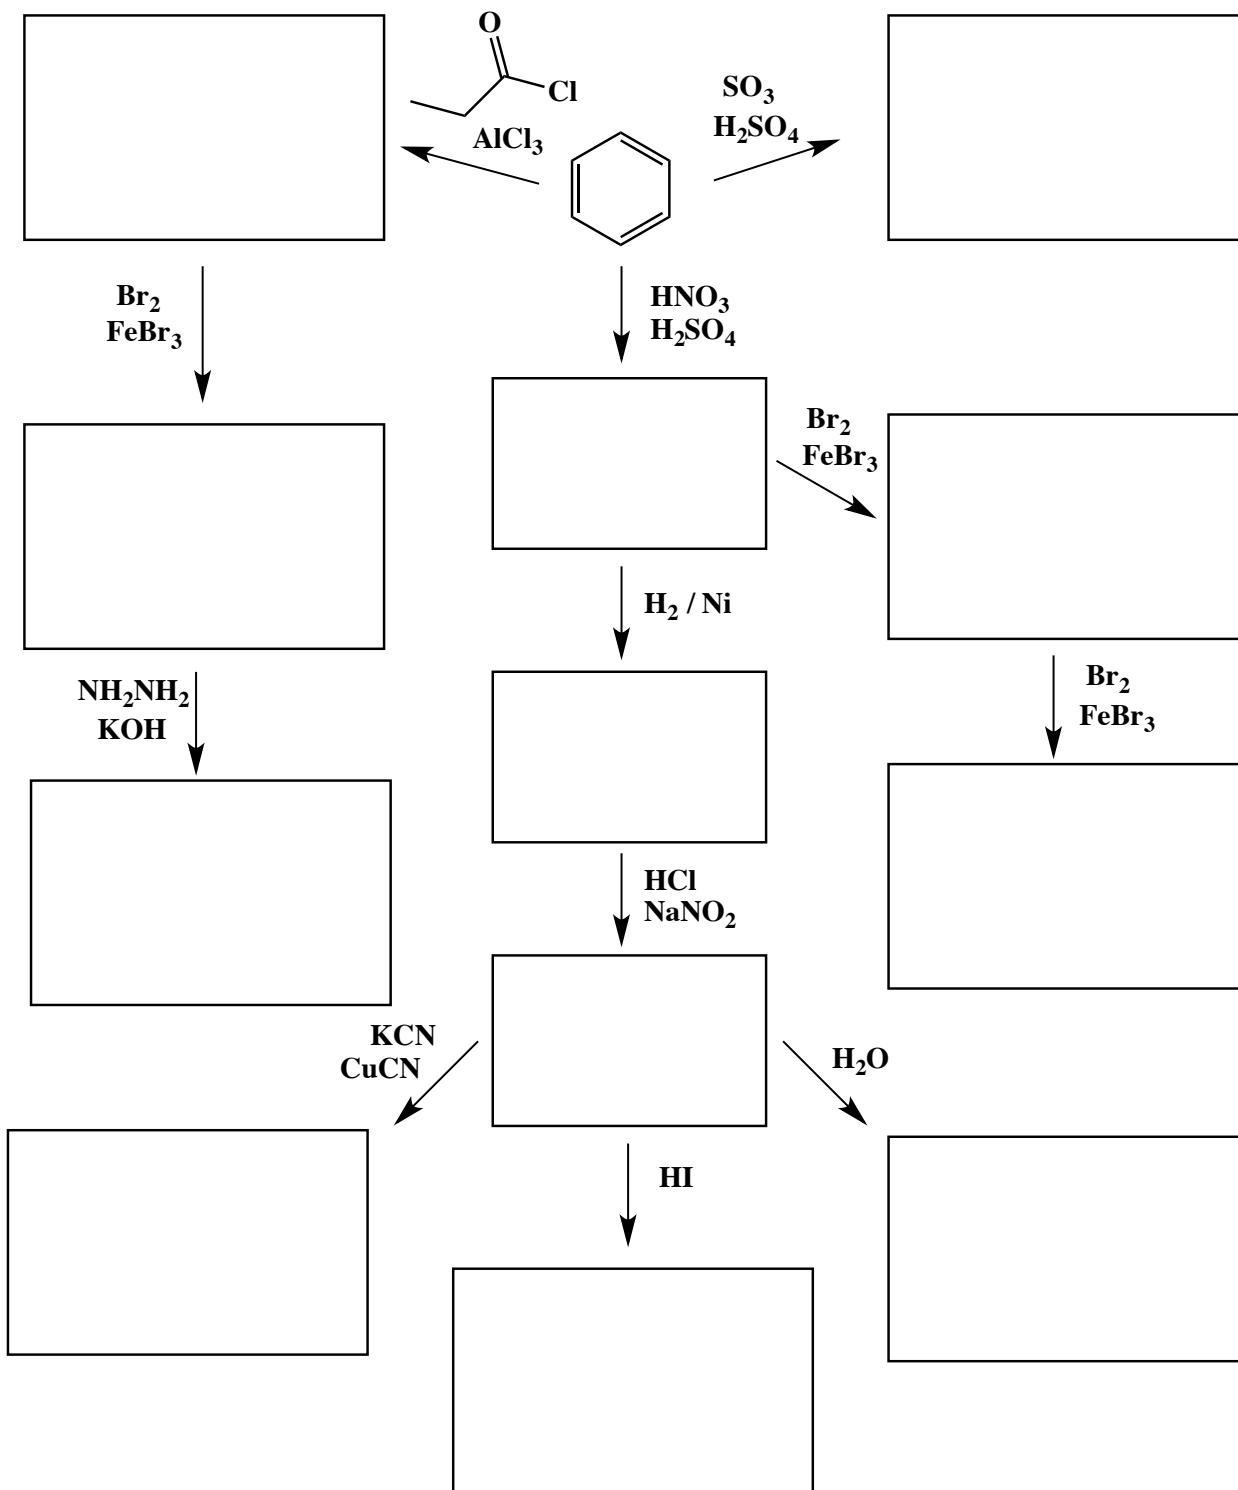 O
Cl
AlCl3
SO3
H2SO4
Br2
FeBr3
HNO3
H2SO4
Br2
FeBr3
H2 / Ni
NH2NH2
KOH
Br2
FeBr3
HCl
NaNO2
KCN
CuCN
H2O
HI